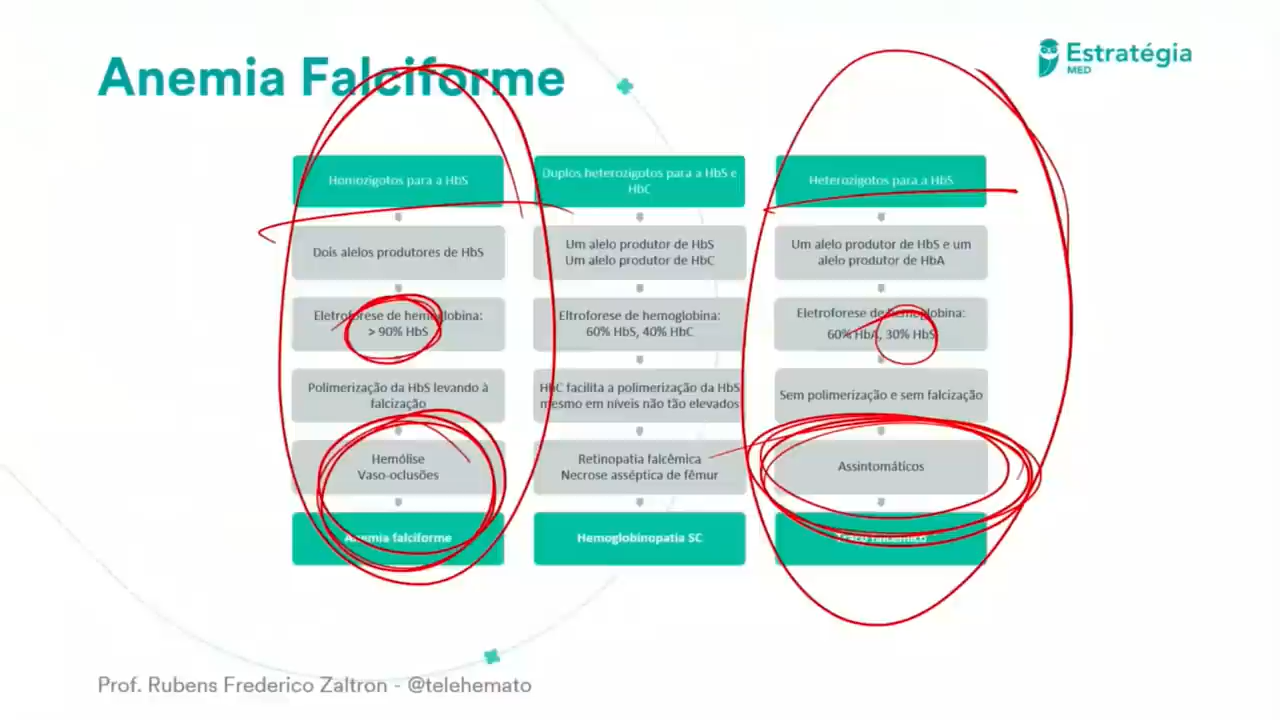 Anemia Falciforme
Estratégia
MED
Homozigotos para a HbS
Dois alelos produtores de HbS
Eletroforese de hemoglobina:
> 90% HbS
Polimerização da HbS levando à
falcização
Hemólise
Vaso-oclusões
Anemia falciforme
Duplos heterozigotos para a HbS e
HbC
Um alelo produtor de HbS
Um alelo produtor de HbC
Eltroforese de hemoglobina:
60% HbS, 40% HbC
HbC facilita a polimerização da HbS
mesmo em níveis não tão elevados
Retinopatia falcêmica
Necrose asséptica de fêmur
Hemoglobinopatia SC
Heterozigotos para a HbS
Um alelo produtor de HbS e um
alelo produtor de HbA
Eletroforese de hemoglobina:
60% HbA, 30% HbS
Sem polimerização e sem falcização
Assintomáticos
Traço falcêmico
Prof. Rubens Frederico Zaltron - @telehemato